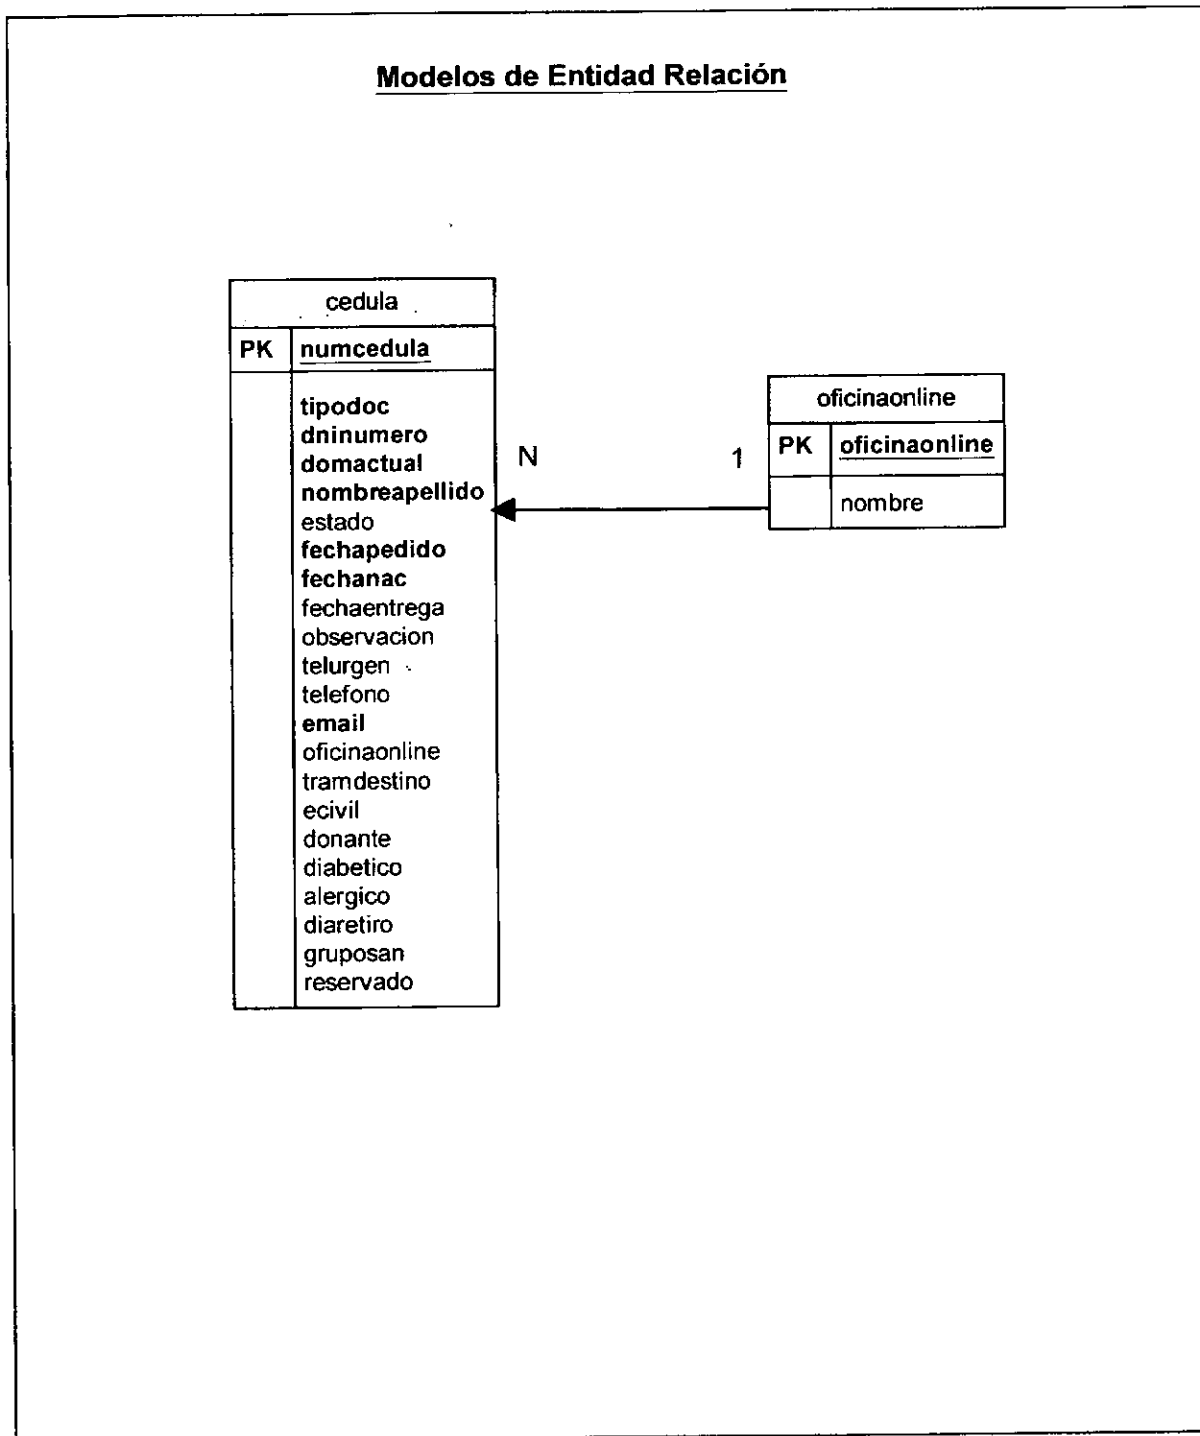 Modelos de Entidad Relación
cedula
PK numcedula
tipodoc
dninumero
domactual
nombreapellido
estado
fechapedido
fechanac
fechaentrega
observacion
telurgen
telefono
email
oficinaonline
tramdestino
ecivil
donante
diabetico
alergico
diaretiro
gruposan
reservado
N 1
oficinaonline
PK oficinaonline
nombre